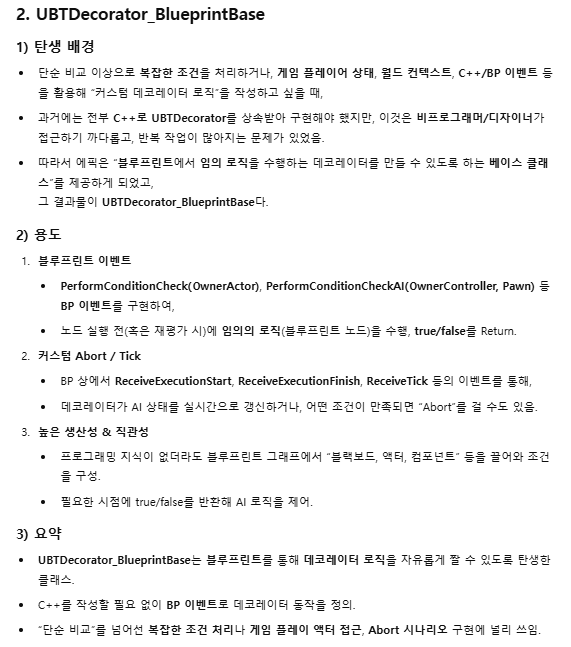 2. UBTDecorator_BlueprintBase
1) 탄생 배경
• 단순 비교 이상으로 복잡한 조건을 처리하거나, 게임 플레이어 상태, 월드 컨텍스트, C++/BP 이벤트 등
을 활용해 “커스텀 데코레이터 로직”을 작성하고 싶을 때,
• 과거에는 전부 C++로 UBTDecorator를 상속받아 구현해야 했지만, 이것은 비프로그래머/디자이너가
접근하기 까다롭고, 반복 작업이 많아지는 문제가 있었음.
• 따라서 에픽은 “블루프린트에서 임의 로직을 수행하는 데코레이터를 만들 수 있도록 하는 베이스 클래
스”를 제공하게 되었고,
그 결과물이 UBTDecorator_BlueprintBase다.
2) 용도
1. 블루프린트 이벤트
• PerformConditionCheck(OwnerActor), PerformConditionCheckAI(OwnerController, Pawn) 등
BP 이벤트를 구현하여,
• 노드 실행 전(혹은 재평가 시)에 임의의 로직(블루프린트 노드)을 수행, true/false를 Return.
2. 커스텀 Abort / Tick
• BP 상에서 ReceiveExecutionStart, ReceiveExecutionFinish, ReceiveTick 등의 이벤트를 통해,
• 데코레이터가 AI 상태를 실시간으로 갱신하거나, 어떤 조건이 만족되면 “Abort”를 걸 수도 있음.
3. 높은 생산성 & 직관성
• 프로그래밍 지식이 없더라도 블루프린트 그래프에서 “블랙보드, 액터, 컴포넌트” 등을 끌어와 조건
을 구성.
• 필요한 시점에 true/false를 반환해 AI 로직을 제어.
3) 요약
• UBTDecorator_BlueprintBase는 블루프린트를 통해 데코레이터 로직을 자유롭게 짤 수 있도록 탄생한
클래스.
• C++를 작성할 필요 없이 BP 이벤트로 데코레이터 동작을 정의.
• “단순 비교”를 넘어선 복잡한 조건 처리나 게임 플레이 액터 접근, Abort 시나리오 구현에 널리 쓰임.